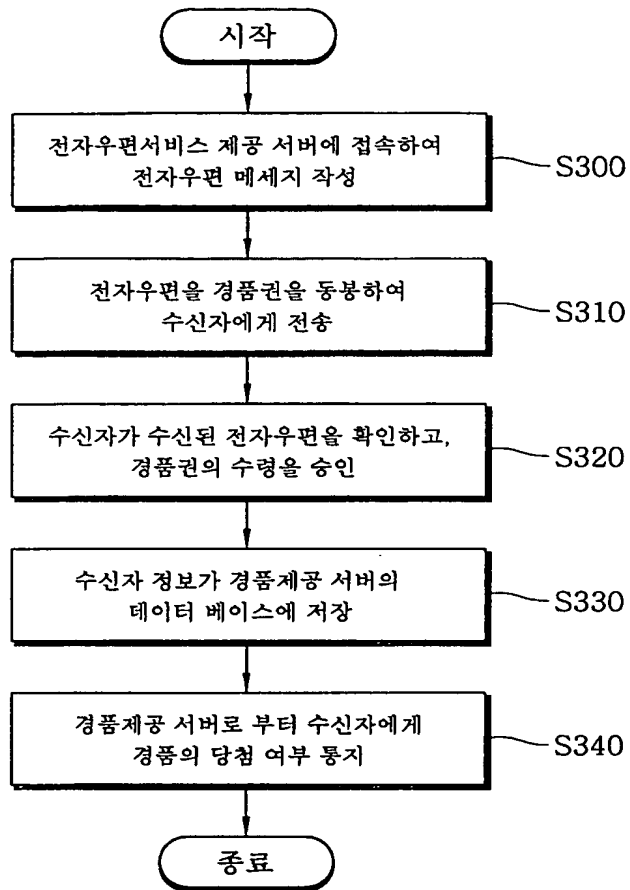 시작
전자우편서비스 제공 서버에 접속하여
전자우편 메세지 작성
S300
전자우편을 경품권을 동봉하여
수신자에게 전송
S310
수신자가 수신된 전자우편을 확인하고,
경품권의 수령을 승인
S320
수신자 정보가 경품제공 서버의
데이터 베이스에 저장
S330
경품제공 서버로 부터 수신자에게
경품의 당첨 여부 통지
S340
종료